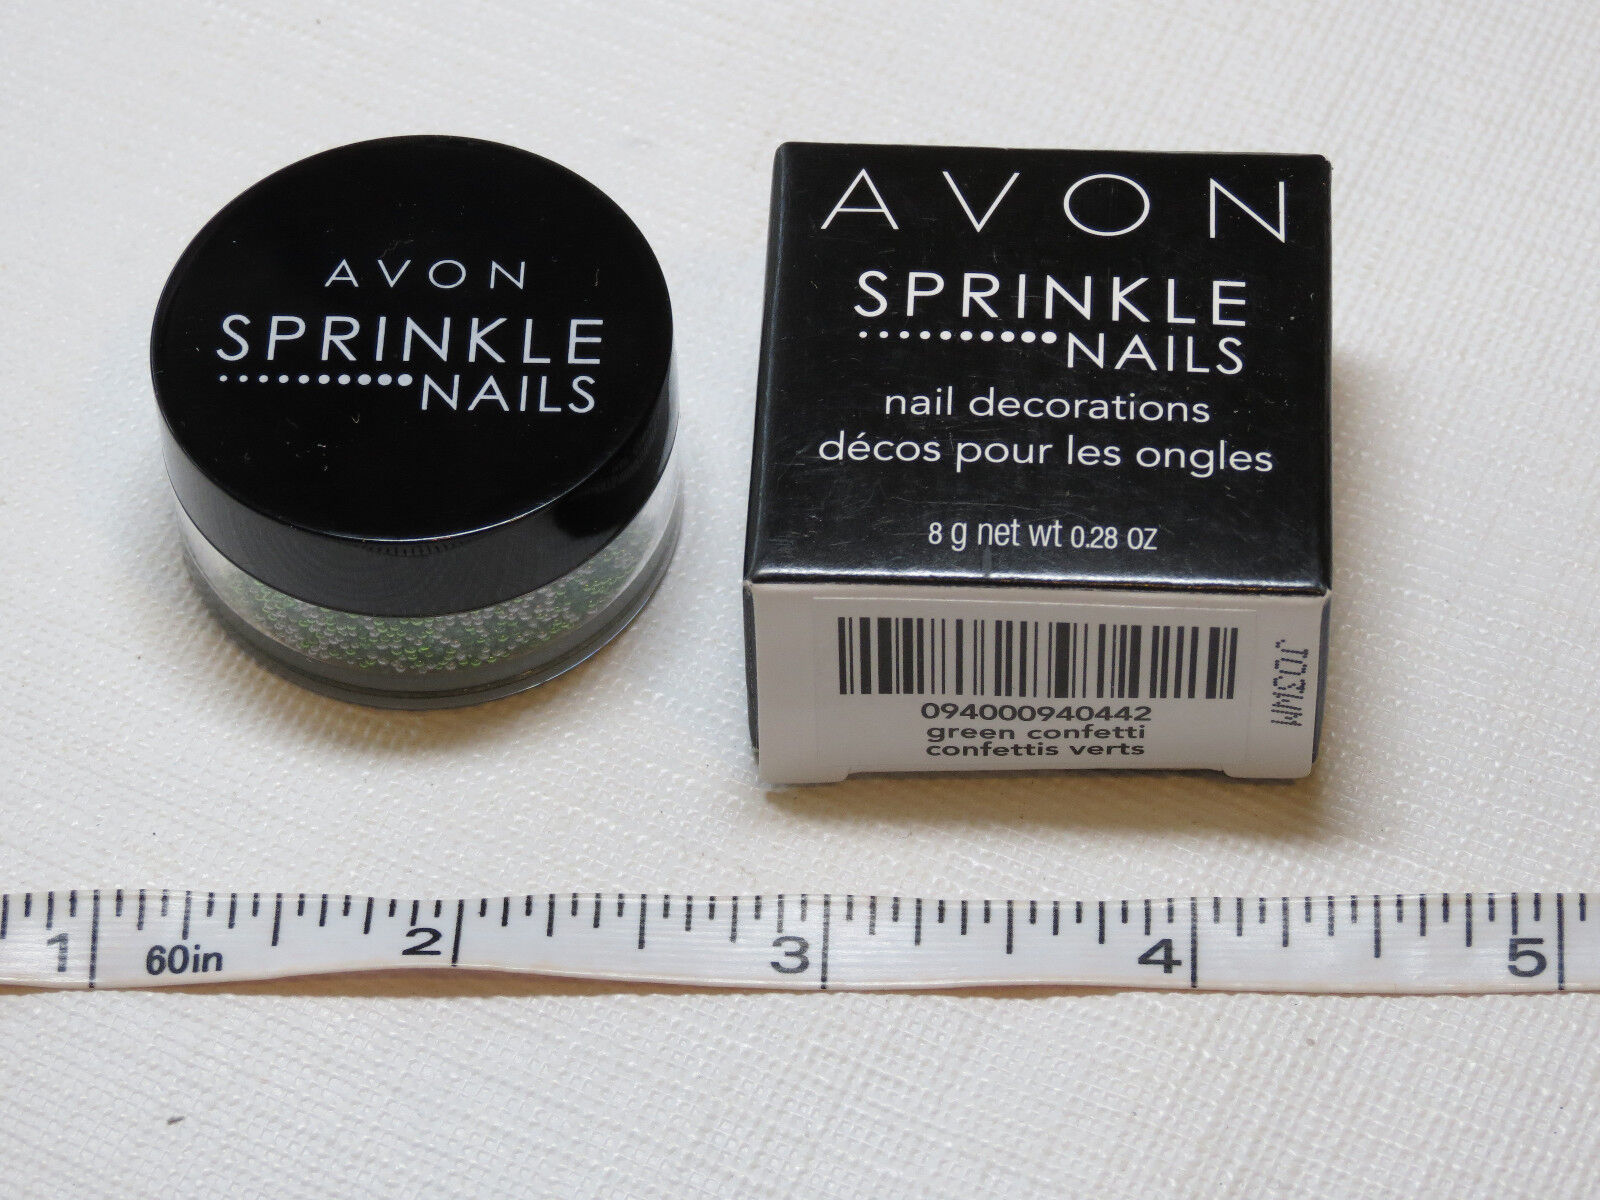 AVON
SPRINKLE
NAILS
AVON
SPRINKLE
NAILS
nail decorations
décos pour les ongles
8 g net wt 0.28 OZ
094000940442
green confetti
confettis verts
1 60in 2 3 4 5